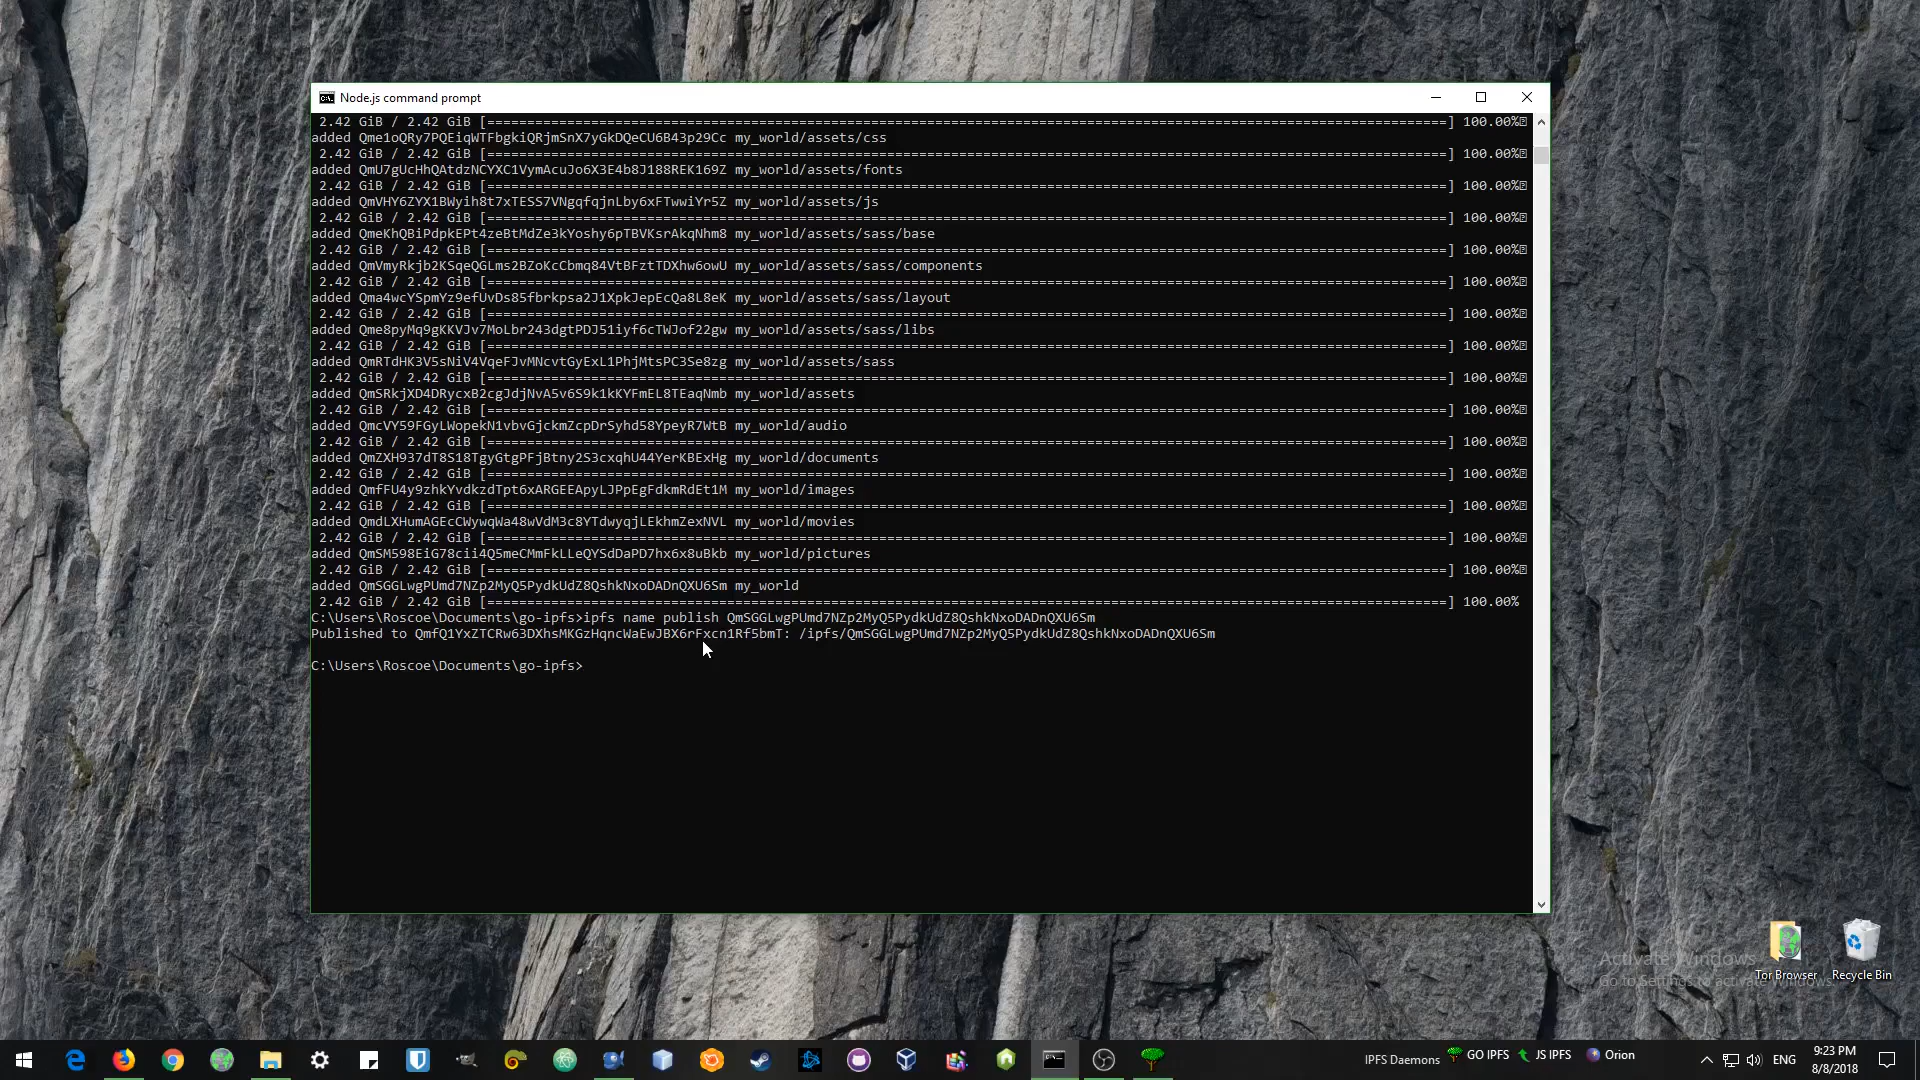 Node.js command prompt
2.42 GiB / 2.42 GiB [========================================================================================================================] 100.00%
added Qme1oQRy7PQEiqWTFbgkiQRjmSnX7yGkDQeCU6B43p29Cc my_world/assets/css
2.42 GiB / 2.42 GiB [========================================================================================================================] 100.00%
added QmU7gUcHhQAtdzNCYXC1VymAcuJo6X3E4b8J188REK169Z my_world/assets/fonts
2.42 GiB / 2.42 GiB [========================================================================================================================] 100.00%
added QmVHY6ZYX1BWyih8t7xTESS7VNgqfqjnLby6xFTwwiYr5Z my_world/assets/js
2.42 GiB / 2.42 GiB [========================================================================================================================] 100.00%
added QmeKhQBiPdpkEPt4zeBtMdZe3kYoshy6pTBVKsrAkqNhm8 my_world/assets/sass/base
2.42 GiB / 2.42 GiB [========================================================================================================================] 100.00%
added QmVmyRkjb2KSqeQGLms2BZoKcCbmq84VtBFztTDXhw6owU my_world/assets/sass/components
2.42 GiB / 2.42 GiB [========================================================================================================================] 100.00%
added Qma4wcYSpmYz9efUvDs85fbrkpsa2J1XpkJepEcQa8L8eK my_world/assets/sass/layout
2.42 GiB / 2.42 GiB [========================================================================================================================] 100.00%
added Qme8pyMq9gKKVJv7MoLbr243dgtPDJ51iyf6cTWJof22gw my_world/assets/sass/libs
2.42 GiB / 2.42 GiB [========================================================================================================================] 100.00%
added QmRTdHK3V5sNiV4VqeFJvMNcvtGyExL1PhjMtsPC3Se8zg my_world/assets/sass
2.42 GiB / 2.42 GiB [========================================================================================================================] 100.00%
added QmSRkjXD4DRycxB2cgJdjNvA5v6S9k1kKYFmEL8TEaqNmb my_world/assets
2.42 GiB / 2.42 GiB [========================================================================================================================] 100.00%
added QmcVY59FGyLWopekN1vbvGjckmZcpDrSyhd58YpeyR7WtB my_world/audio
2.42 GiB / 2.42 GiB [========================================================================================================================] 100.00%
added QmZXH937dT8S18TgyGtgPFjBtny2S3cxqhU44YerKBExHg my_world/documents
2.42 GiB / 2.42 GiB [========================================================================================================================] 100.00%
added QmfFU4y9zhkYvdkzdTpt6xARGEEApyLJPpEgFdkmRdEt1M my_world/images
2.42 GiB / 2.42 GiB [========================================================================================================================] 100.00%
added QmdLXHumAGEcCWywqWa48wVdM3c8YTdwyqjLEkhmZexNVL my_world/movies
2.42 GiB / 2.42 GiB [========================================================================================================================] 100.00%
added QmSM598EiG78cii4Q5meCMmFkLLeQYSdDaPD7hx6x8uBkb my_world/pictures
2.42 GiB / 2.42 GiB [========================================================================================================================] 100.00%
added QmSGGLwgPUmd7NZp2MyQ5PydkUdZ8QshkNxoDADnQXU6Sm my_world
2.42 GiB / 2.42 GiB [========================================================================================================================] 100.00%
C:\Users\Roscoe\Documents\go-ipfs>ipfs name publish QmSGGLwgPUmd7NZp2MyQ5PydkUdZ8QshkNxoDADnQXU6Sm
Published to QmfQ1YxZTCRw63DXhsMKGzHqncWaEwJBX6rFxcn1Rf5bmT: /ipfs/QmSGGLwgPUmd7NZp2MyQ5PydkUdZ8QshkNxoDADnQXU6Sm
C:\Users\Roscoe\Documents\go-ipfs>
Activate Windows
Go to Settings to activate Windows.
Tor Browser
Recycle Bin
IPFS Daemons
GO IPFS
JS IPFS
Orion
ENG
9:23 PM
8/8/2018